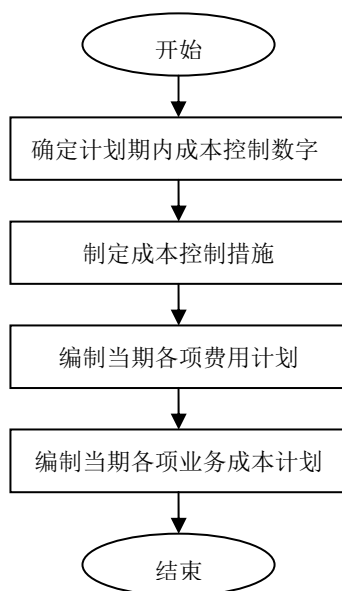 开始
确定计划期内成本控制数字
制定成本控制措施
编制当期各项费用计划
编制当期各项业务成本计划
结束